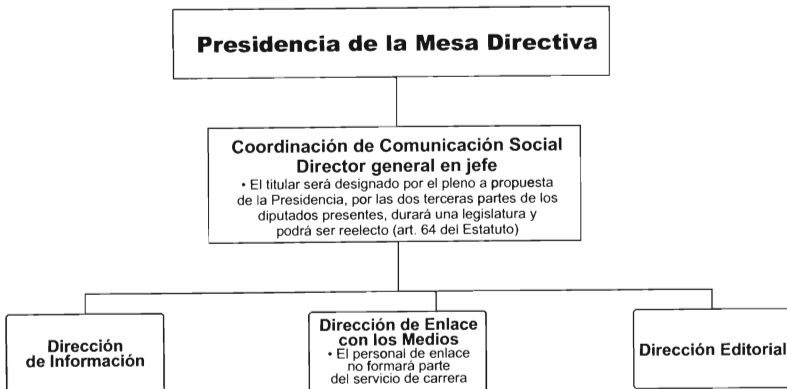 Presidencia de la Mesa Directiva
Coordinación de Comunicación Social
Director general en jefe
• El titular será designado por el pleno a propuesta
de la Presidencia, por las dos terceras partes de los
diputados presentes, durará una legislatura y
podrá ser reelecto (art. 64 del Estatuto)
Dirección
de Información
Dirección de Enlace
con los Medios
• El personal de enlace
no formará parte
del servicio de carrera
Dirección Editorial